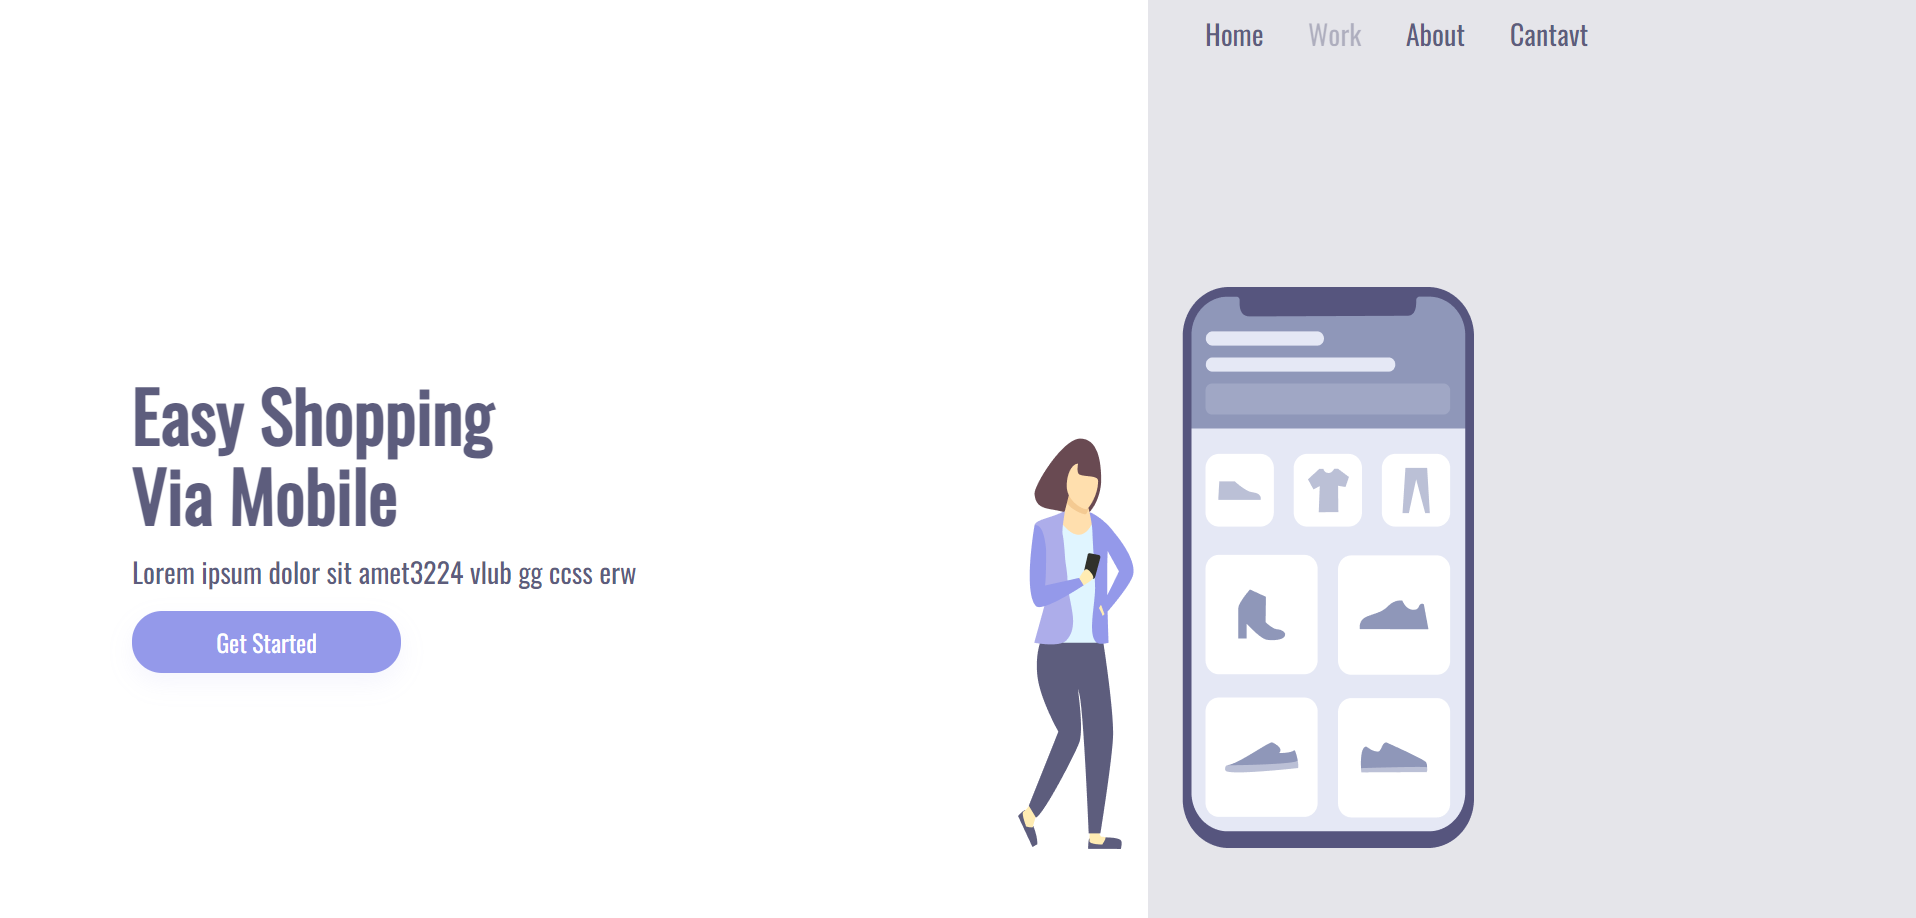 Home Work About Cantavt
Easy Shopping
Via Mobile
Lorem ipsum dolor sit amet3224 vlub gg ccss erw
Get Started